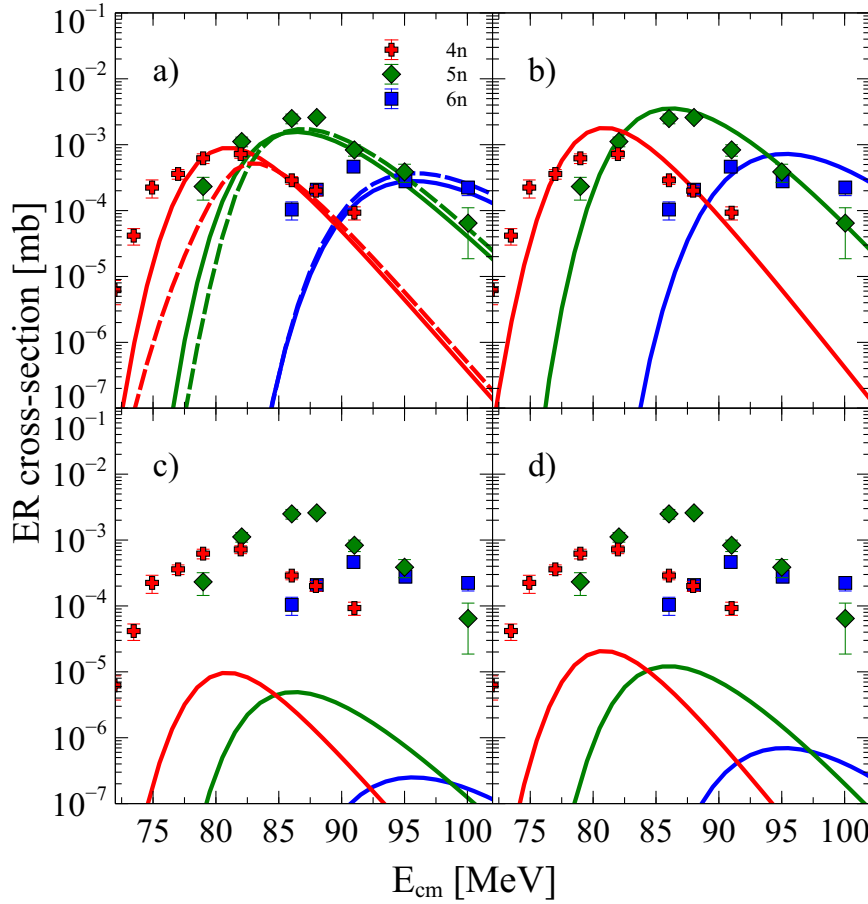 ER cross-section [mb]
10⁻¹
10⁻²
10⁻³
10⁻⁴
10⁻⁵
10⁻⁶
10⁻⁷
a)
4n
5n
6n
b)
10⁻¹
10⁻²
10⁻³
10⁻⁴
10⁻⁵
10⁻⁶
10⁻⁷
c)
d)
75 80 85 90 95 100 75 80 85 90 95 100
E_cm [MeV]